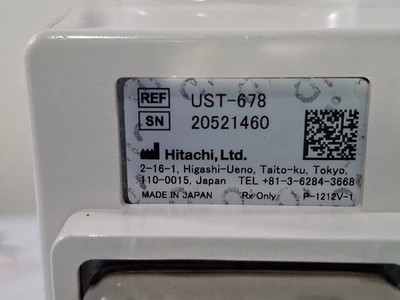 REF UST-678
SN 20521460
Hitachi, Ltd.
2-16-1, Higashi-Ueno, Taito-ku, Tokyo,
110-0015, Japan TEL +81-3-6284-3668
MADE IN JAPAN Rx Only P-1212V-1